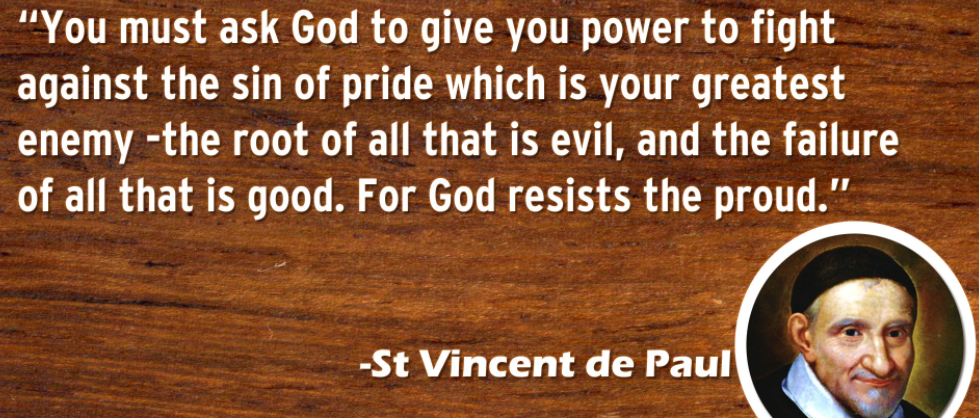 “You must ask God to give you power to fight
against the sin of pride which is your greatest
enemy -the root of all that is evil, and the failure
of all that is good. For God resists the proud.”
-St Vincent de Paul